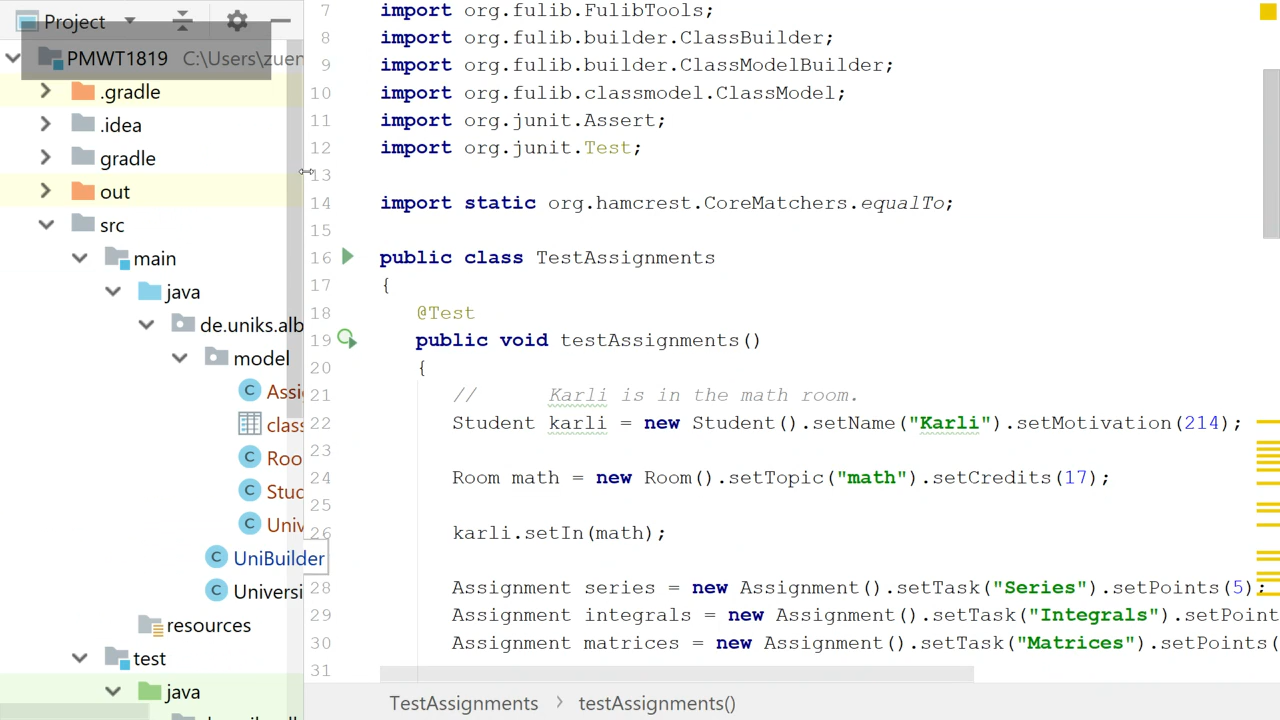 Project
PMWT1819 C:\Users\zuen
.gradle
.idea
gradle
out
src
main
java
de.uniks.alb
model
Assi
clas
Roo
Stud
Univ
UniBuilder
Universi
resources
test
java
7 import org.fulib.FulibTools;
8 import org.fulib.builder.ClassBuilder;
9 import org.fulib.builder.ClassModelBuilder;
10 import org.fulib.classmodel.ClassModel;
11 import org.junit.Assert;
12 import org.junit.Test;
13
14 import static org.hamcrest.CoreMatchers.equalTo;
15
16 public class TestAssignments
17 {
18 @Test
19 public void testAssignments()
20 {
21 // Karli is in the math room.
22 Student karli = new Student().setName("Karli").setMotivation(214);
23
24 Room math = new Room().setTopic("math").setCredits(17);
25
26 karli.setIn(math);
28 Assignment series = new Assignment().setTask("Series").setPoints(5);
29 Assignment integrals = new Assignment().setTask("Integrals").setPoint
30 Assignment matrices = new Assignment().setTask("Matrices").setPoints(
31
TestAssignments > testAssignments()